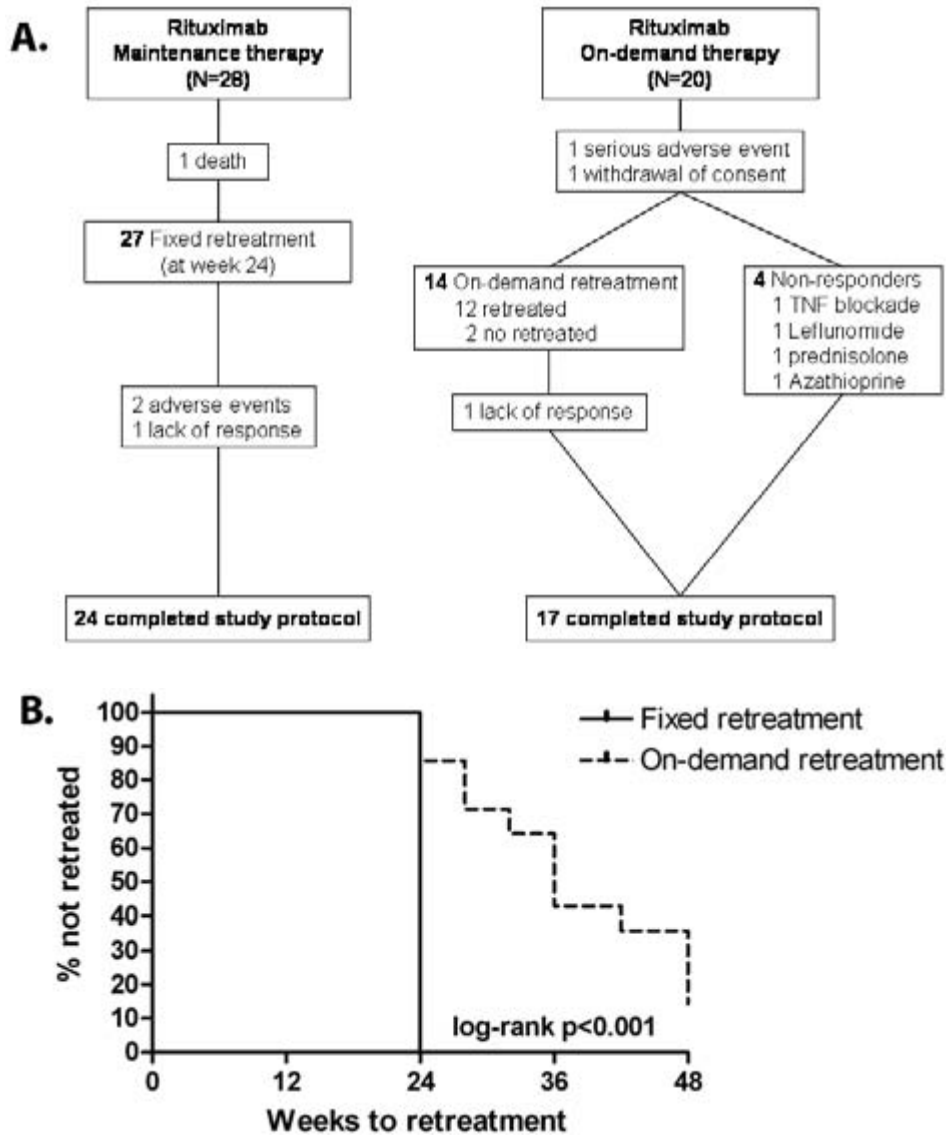 A.
Rituximab
Maintenance therapy
(N=28)
1 death
27 Fixed retreatment
(at week 24)
2 adverse events
1 lack of response
24 completed study protocol
Rituximab
On-demand therapy
(N=20)
1 serious adverse event
1 withdrawal of consent
14 On-demand retreatment
12 retreated
2 no retreated
1 lack of response
4 Non-responders
1 TNF blockade
1 Leflunomide
1 prednisolone
1 Azathioprine
17 completed study protocol
B.
% not retreated
100
90
80
70
60
50
40
30
20
10
0
Fixed retreatment
On-demand retreatment
log-rank p<0.001
0 12 24 36 48
Weeks to retreatment